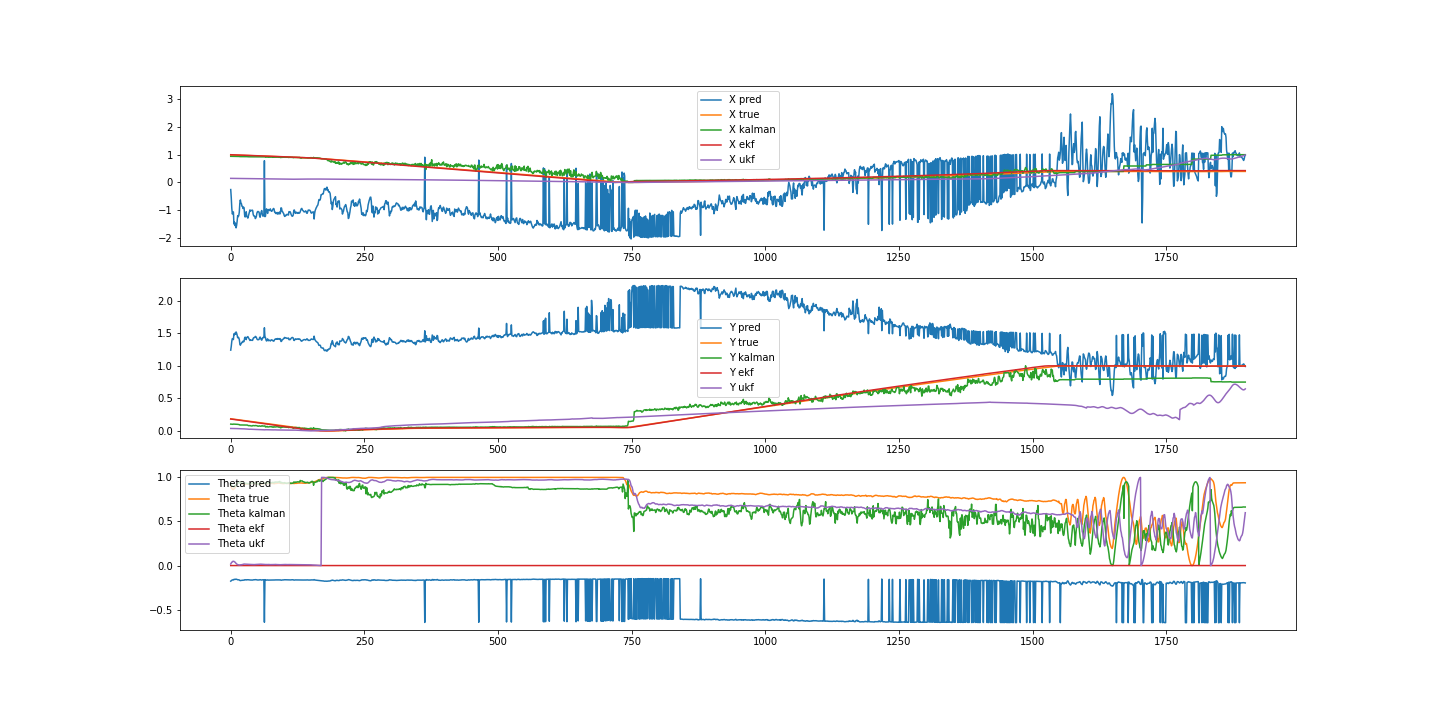 3
2
1
0
−1
−2
X pred
X true
X kalman
X ekf
X ukf
0 250 500 750 1000 1250 1500 1750
2.0
1.5
1.0
0.5
0.0
Y pred
Y true
Y kalman
Y ekf
Y ukf
0 250 500 750 1000 1250 1500 1750
1.0
0.5
0.0
−0.5
Theta pred
Theta true
Theta kalman
Theta ekf
Theta ukf
0 250 500 750 1000 1250 1500 1750